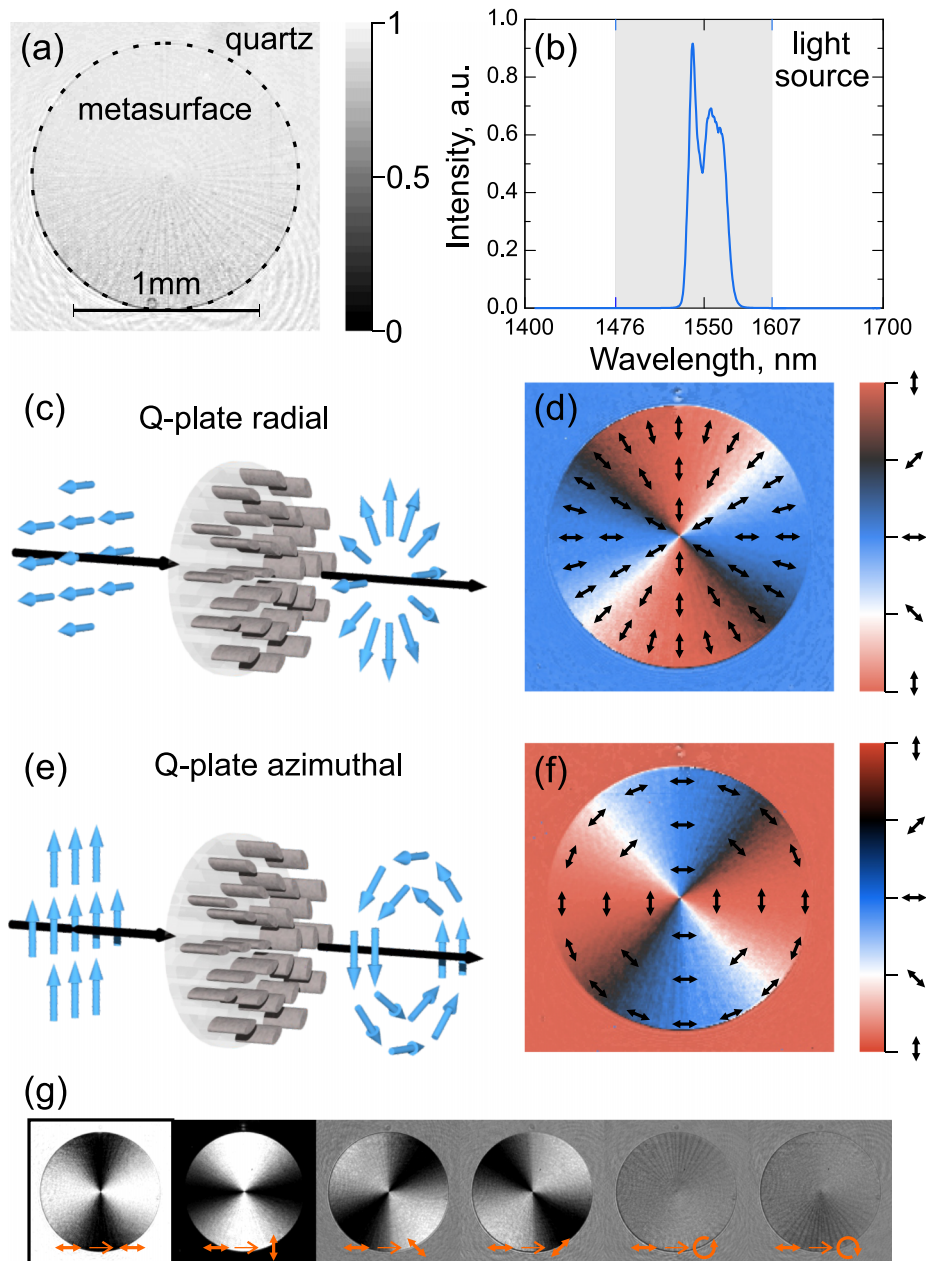 (a)
quartz
metasurface
1mm
1
0.5
0
(b)
light
source
Intensity, a.u.
1.0
0.8
0.6
0.4
0.2
0.0
1400
1476
1550
1607
1700
Wavelength, nm
(c)
Q-plate radial
(d)
(e)
Q-plate azimuthal
(f)
(g)